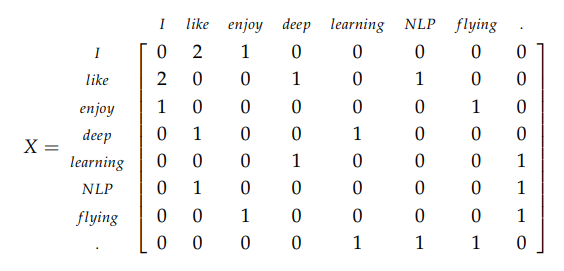 I like enjoy deep learning NLP flying .
I 0 2 1 0 0 0 0 0
like 2 0 0 1 0 1 0 0
enjoy 1 0 0 0 0 0 1 0
deep 0 1 0 0 1 0 0 0
X = learning 0 0 0 1 0 0 0 1
NLP 0 1 0 0 0 0 0 1
flying 0 0 1 0 0 0 0 1
. 0 0 0 0 1 1 1 0